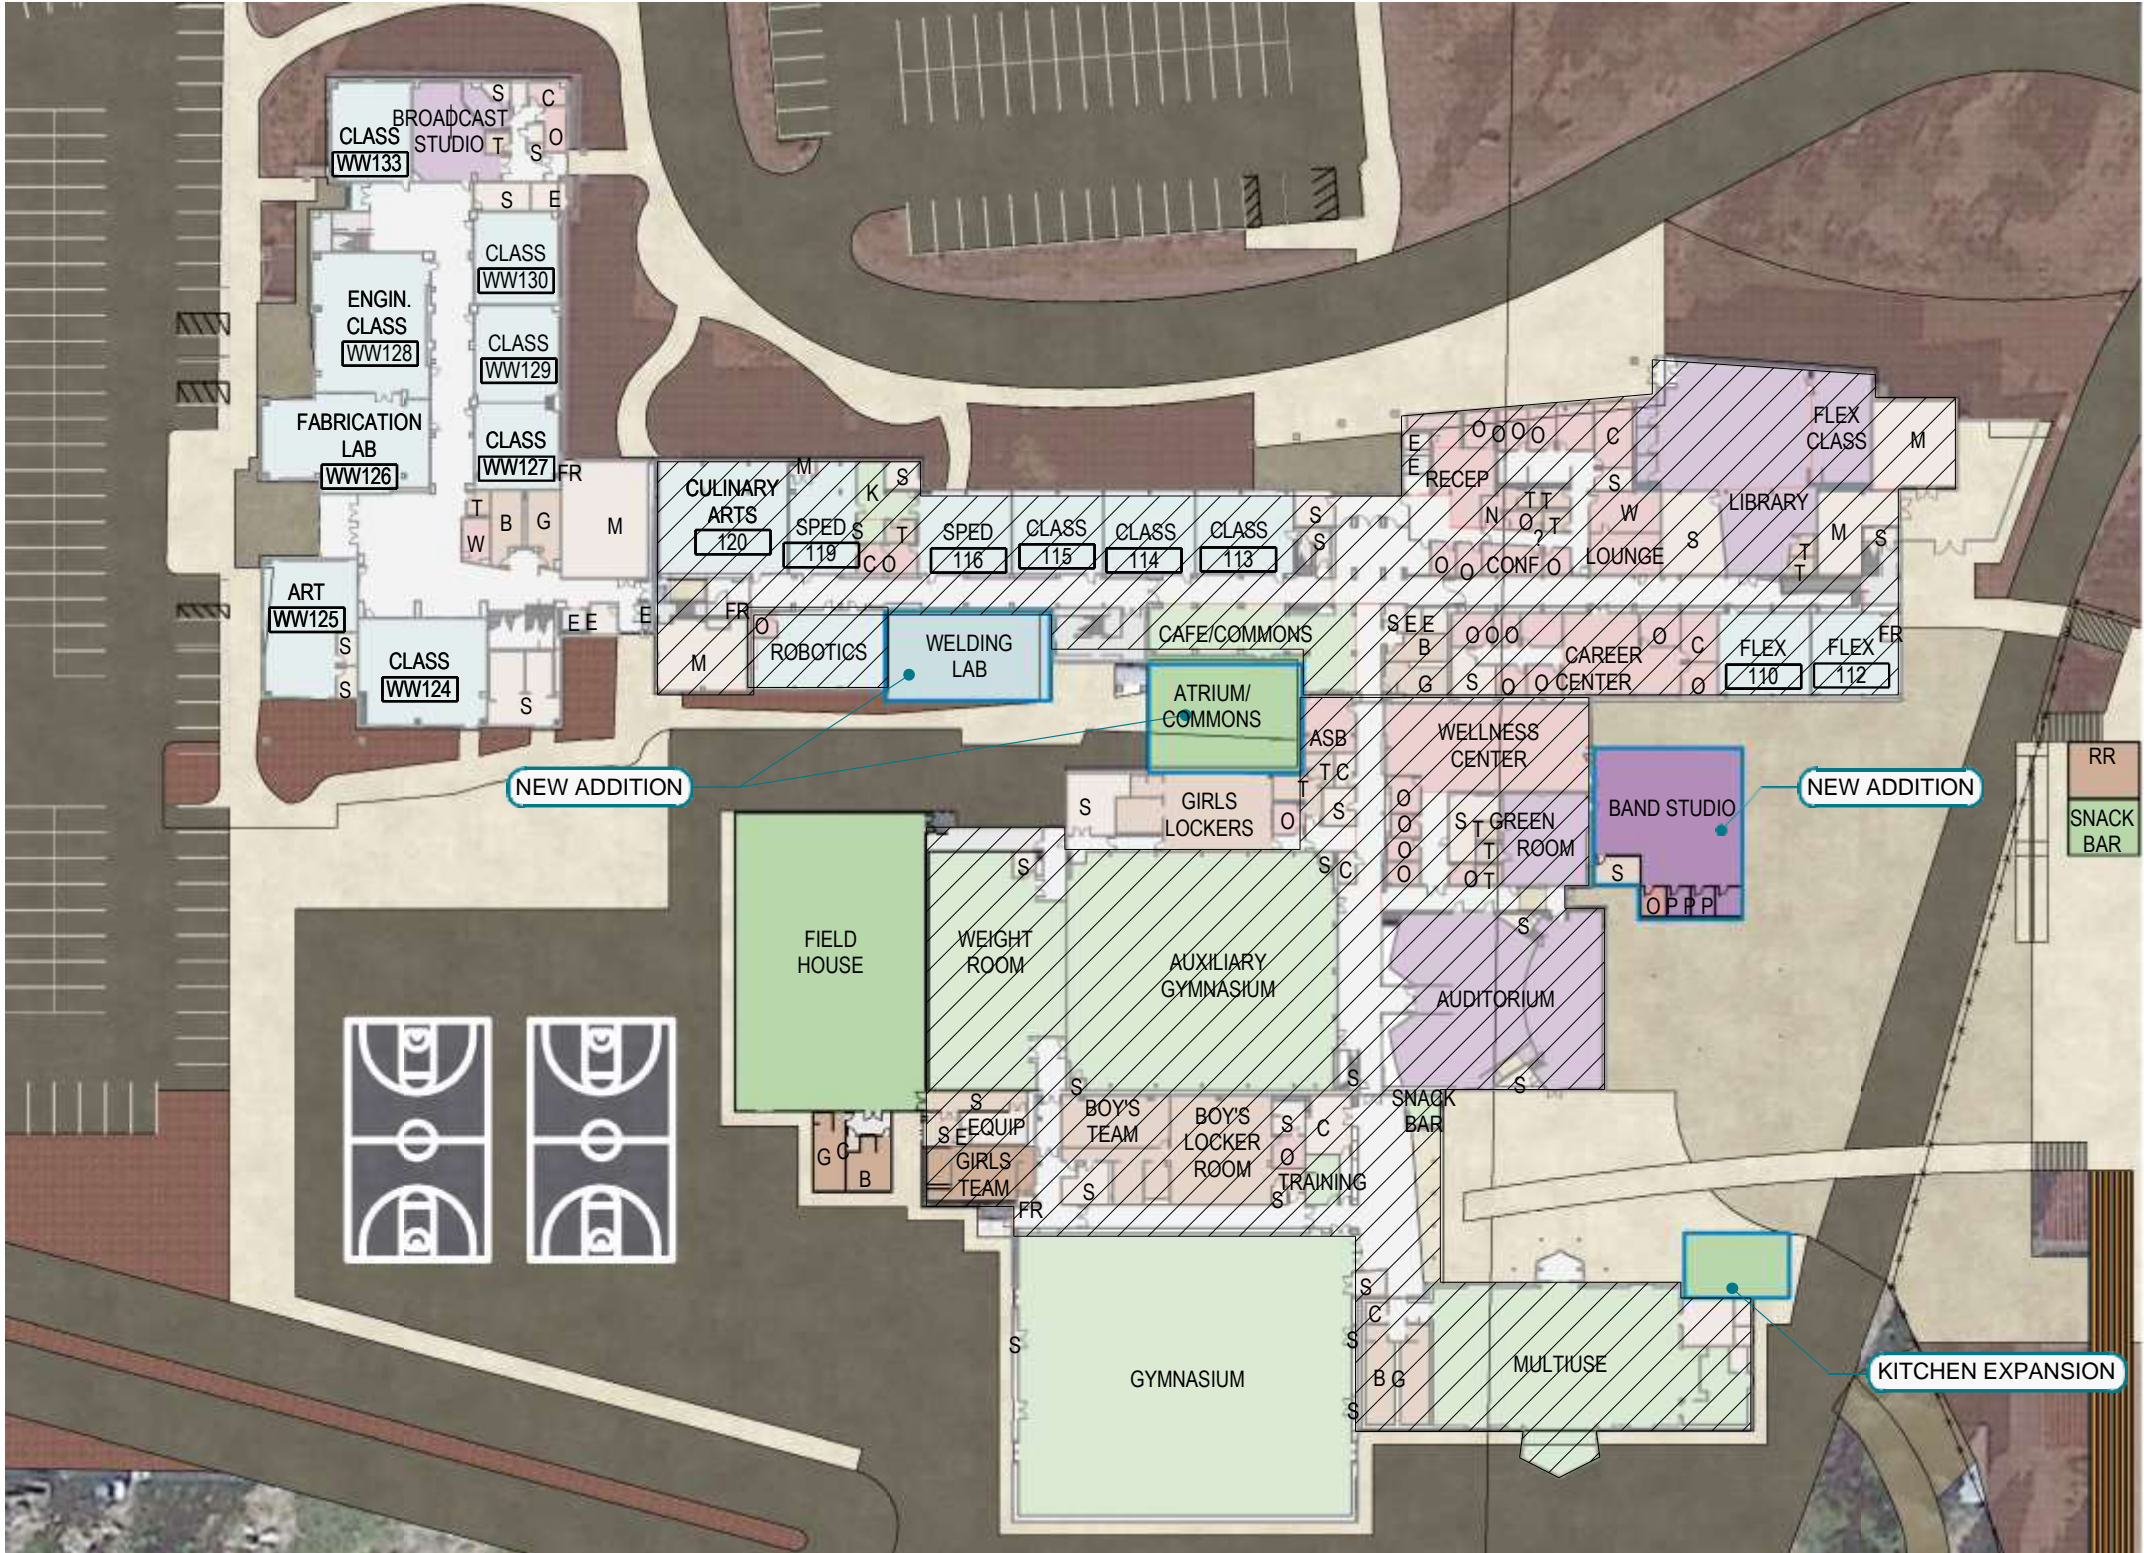 S
C
BROADCAST
CLASS
STUDIO
T
O
S
WW133
S
E
CLASS
WW130
ENGIN.
CLASS
WW128
CLASS
WW129
FABRICATION
LAB
WW126
CLASS
WW127
FR
T
B
G
W
M
ART
WW125
S
S
CLASS
WW124
S
E E
E
M
CULINARY
ARTS
120
K
S
SPED
119
S
T
C O
SPED
116
CLASS
115
CLASS
114
CLASS
113
S
S
FR
M
O
ROBOTICS
WELDING
LAB
CAFE/COMMONS
ATRIUM/
COMMONS
NEW ADDITION
E
E
O O O O
C
RECEP
S
N
T T
O T
?
W
O O CONF O
LOUNGE
FLEX
CLASS
M
LIBRARY
S
M
S
T
T
S E E
B
G
O O O
S
O O
CAREER
CENTER
O
C
O
FLEX
110
FLEX
112
FR
ASB
T C
T
S
WELLNESS
CENTER
O
O
O
O
S T
T
O T
GREEN
ROOM
BAND STUDIO
NEW ADDITION
S
O P P P
RR
SNACK
BAR
S
GIRLS
LOCKERS
O
S C
S
FIELD
HOUSE
WEIGHT
ROOM
AUXILIARY
GYMNASIUM
S
AUDITORIUM
S
S
S
SNACK
BAR
S
S E
EQUIP
GIRLS
TEAM
BOY'S
TEAM
BOY'S
LOCKER
ROOM
S
C
O
TRAINING
S
S
FR
G
C
B
S
C
S
S
B G
S
GYMNASIUM
MULTIUSE
KITCHEN EXPANSION